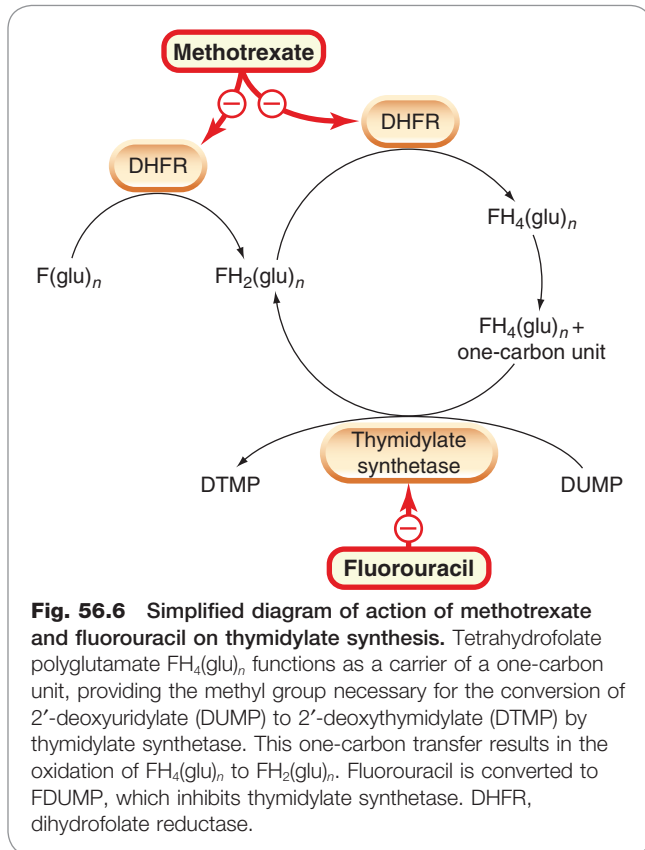 Methotrexate
DHFR
DHFR
F(glu)n
FH2(glu)n
FH4(glu)n
FH4(glu)n +
one-carbon unit
Thymidylate
synthetase
DTMP
DUMP
Fluorouracil
Fig. 56.6 Simplified diagram of action of methotrexate
and fluorouracil on thymidylate synthesis. Tetrahydrofolate
polyglutamate FH4(glu)n functions as a carrier of a one-carbon
unit, providing the methyl group necessary for the conversion of
2′-deoxyuridylate (DUMP) to 2′-deoxythymidylate (DTMP) by
thymidylate synthetase. This one-carbon transfer results in the
oxidation of FH4(glu)n to FH2(glu)n. Fluorouracil is converted to
FDUMP, which inhibits thymidylate synthetase. DHFR,
dihydrofolate reductase.